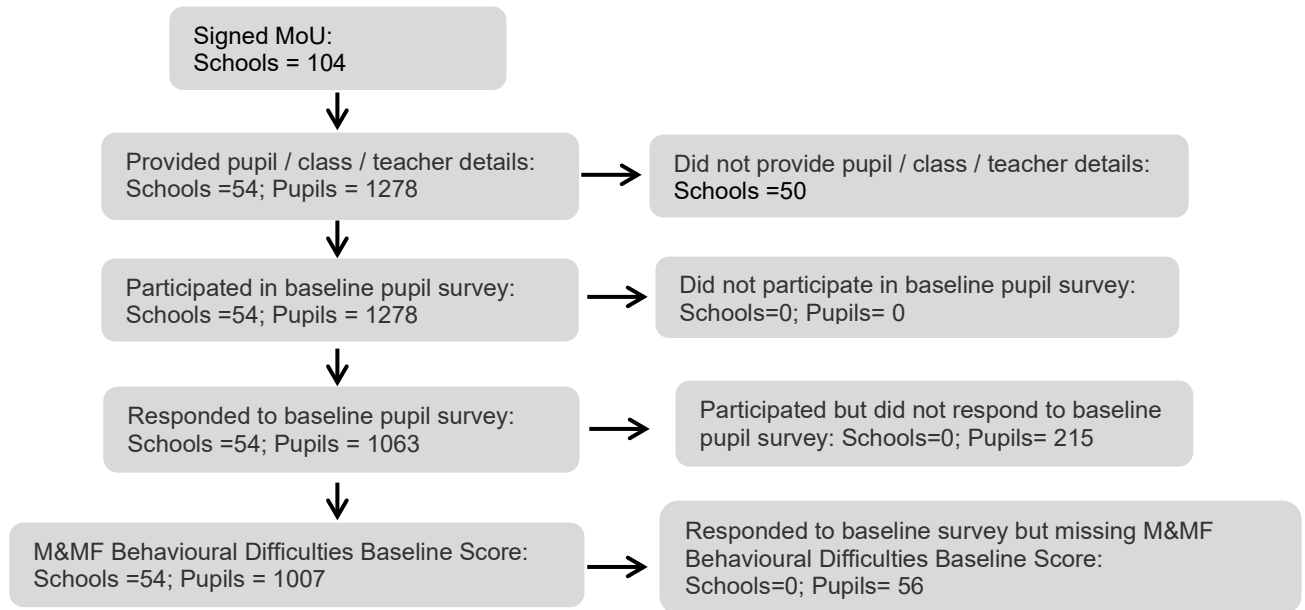 Signed MoU:
Schools = 104
Provided pupil / class / teacher details:
Schools =54; Pupils = 1278
Did not provide pupil / class / teacher details:
Schools =50
Participated in baseline pupil survey:
Schools =54; Pupils = 1278
Did not participate in baseline pupil survey:
Schools=0; Pupils= 0
Responded to baseline pupil survey:
Schools =54; Pupils = 1063
Participated but did not respond to baseline
pupil survey: Schools=0; Pupils= 215
M&MF Behavioural Difficulties Baseline Score:
Schools =54; Pupils = 1007
Responded to baseline survey but missing M&MF
Behavioural Difficulties Baseline Score:
Schools=0; Pupils= 56